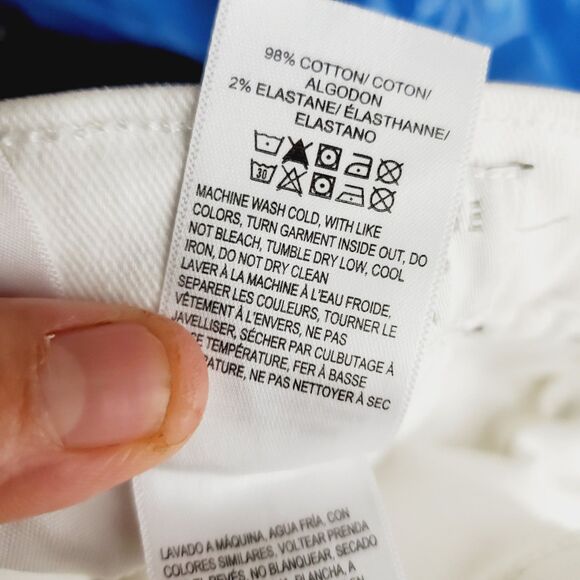 98% COTTON/ COTON/
ALGODON
2% ELASTANE/ ÉLASTHANNE/
ELASTANO
30
MACHINE WASH COLD, WITH LIKE
COLORS, TURN GARMENT INSIDE OUT, DO
NOT BLEACH, TUMBLE DRY LOW, COOL
IRON, DO NOT DRY CLEAN
LAVER À LA MACHINE À L'EAU FROIDE,
SEPARER LES COULEURS, TOURNER LE
VÊTEMENT À L'ENVERS, NE PAS
JAVELLISER, SÉCHER PAR CULBUTAGE À
TEMPÉRATURE, FER À BASSE
NE PAS NETTOYER À SEC
LAVADO A MÁQUINA, AGUA FRÍA, CON
COLORES SIMILARES, VOLTEAR PRENDA
REVÉS, NO BLANQUEAR, SECADO
PLANCHA, A